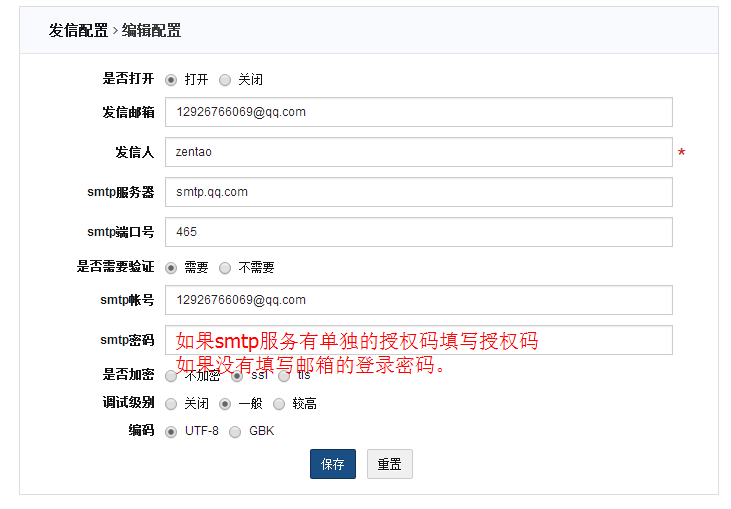 发信配置 > 编辑配置
是否打开 打开 关闭
发信邮箱 12926766069@qq.com
发信人 zentao *
smtp服务器 smtp.qq.com
smtp端口号 465
是否需要验证 需要 不需要
smtp帐号 12926766069@qq.com
smtp密码 如果smtp服务有单独的授权码填写授权码
如果没有填写邮箱的登录密码。
是否加密 不加密 ssl tls
调试级别 关闭 一般 较高
编码 UTF-8 GBK
保存 重置